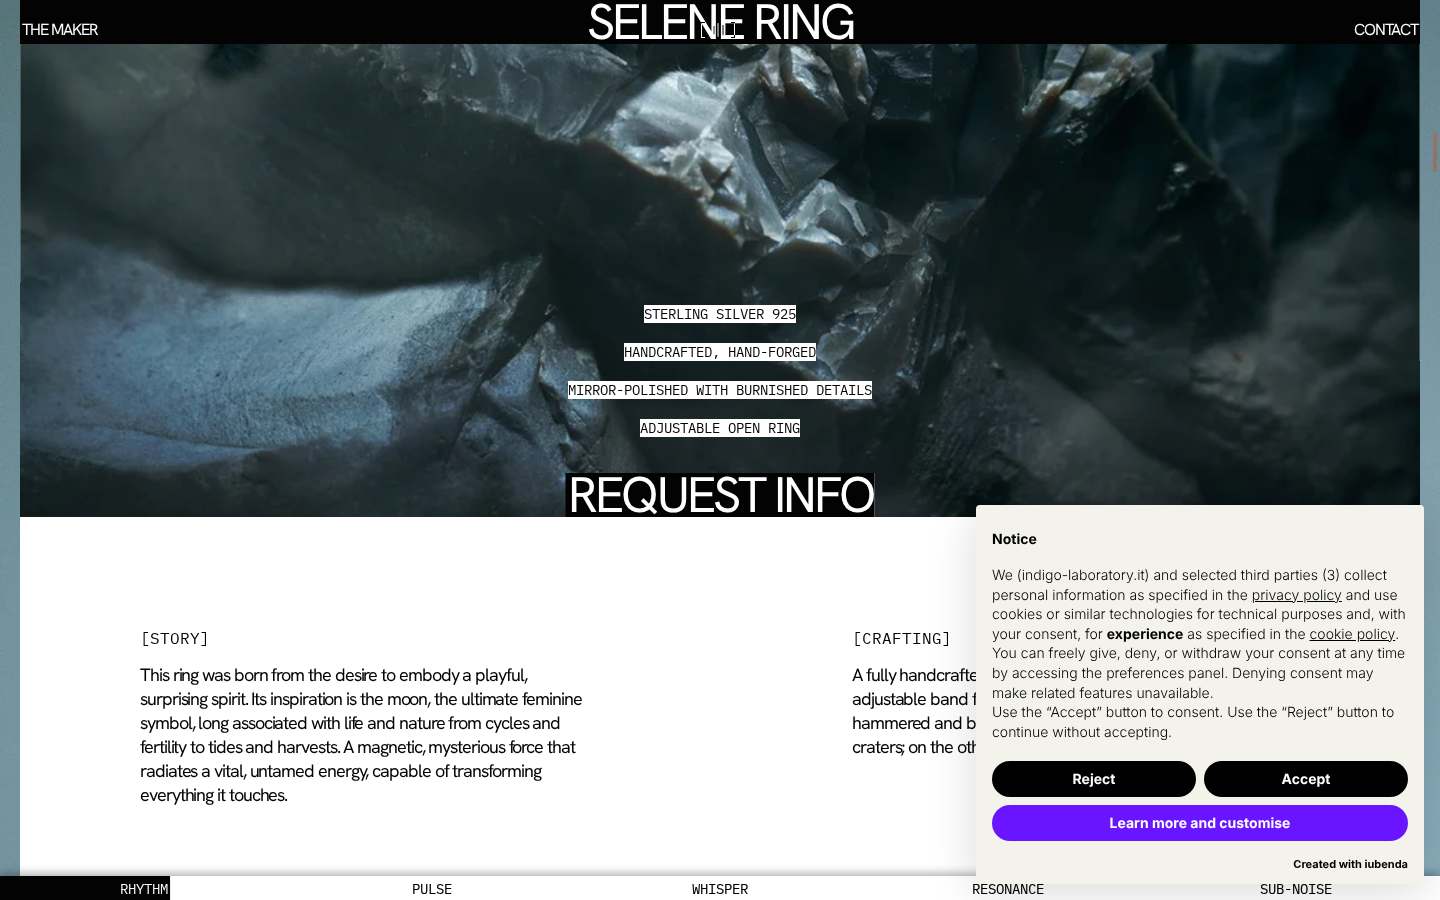 THE MAKER
SELENE RING
CONTACT
STERLING SILVER 925
HANDCRAFTED, HAND-FORGED
MIRROR-POLISHED WITH BURNISHED DETAILS
ADJUSTABLE OPEN RING
REQUEST INFO
[STORY]
This ring was born from the desire to embody a playful,
surprising spirit. Its inspiration is the moon, the ultimate feminine
symbol, long associated with life and nature from cycles and
fertility to tides and harvests. A magnetic, mysterious force that
radiates a vital, untamed energy, capable of transforming
everything it touches.
[CRAFTING]
A fully
adjustable band
hammered and
craters; on the
Notice
We (indigo-laboratory.it) and selected third parties (3) collect
personal information as specified in the privacy policy and use
cookies or similar technologies for technical purposes and, with
your consent, for experience as specified in the cookie policy.
You can freely give, deny, or withdraw your consent at any time
by accessing the preferences panel. Denying consent may
make related features unavailable.
Use the “Accept” button to consent. Use the “Reject” button to
continue without accepting.
Reject
Accept
Learn more and customise
Created with iubenda
RHYTHM
PULSE
WHISPER
RESONANCE
SUB-NOISE